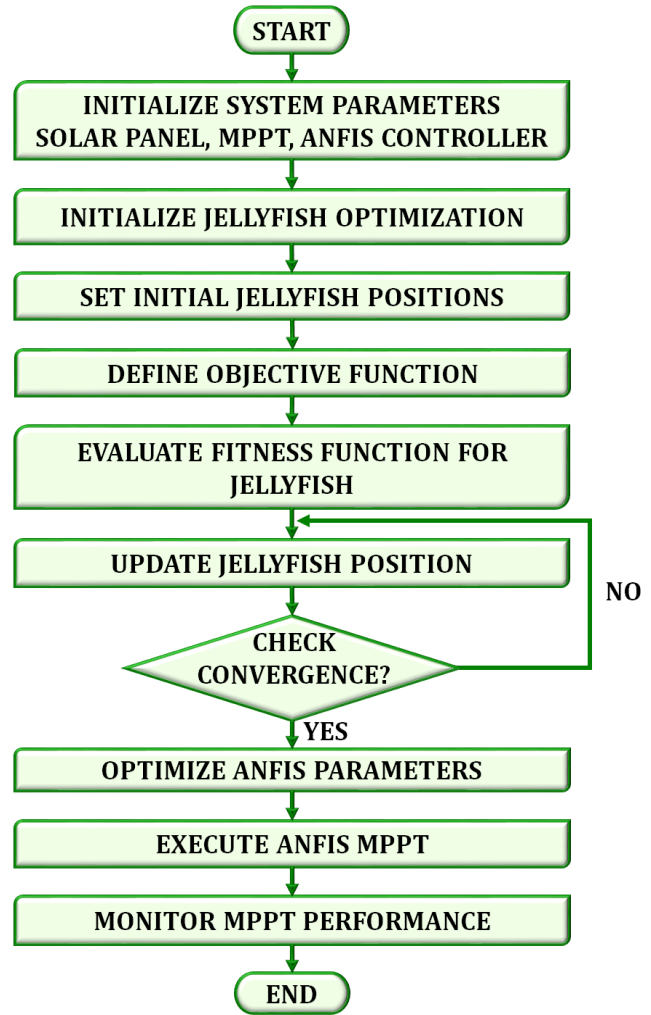 START
INITIALIZE SYSTEM PARAMETERS
SOLAR PANEL, MPPT, ANFIS CONTROLLER
INITIALIZE JELLYFISH OPTIMIZATION
SET INITIAL JELLYFISH POSITIONS
DEFINE OBJECTIVE FUNCTION
EVALUATE FITNESS FUNCTION FOR
JELLYFISH
UPDATE JELLYFISH POSITION
NO
CHECK
CONVERGENCE?
YES
OPTIMIZE ANFIS PARAMETERS
EXECUTE ANFIS MPPT
MONITOR MPPT PERFORMANCE
END